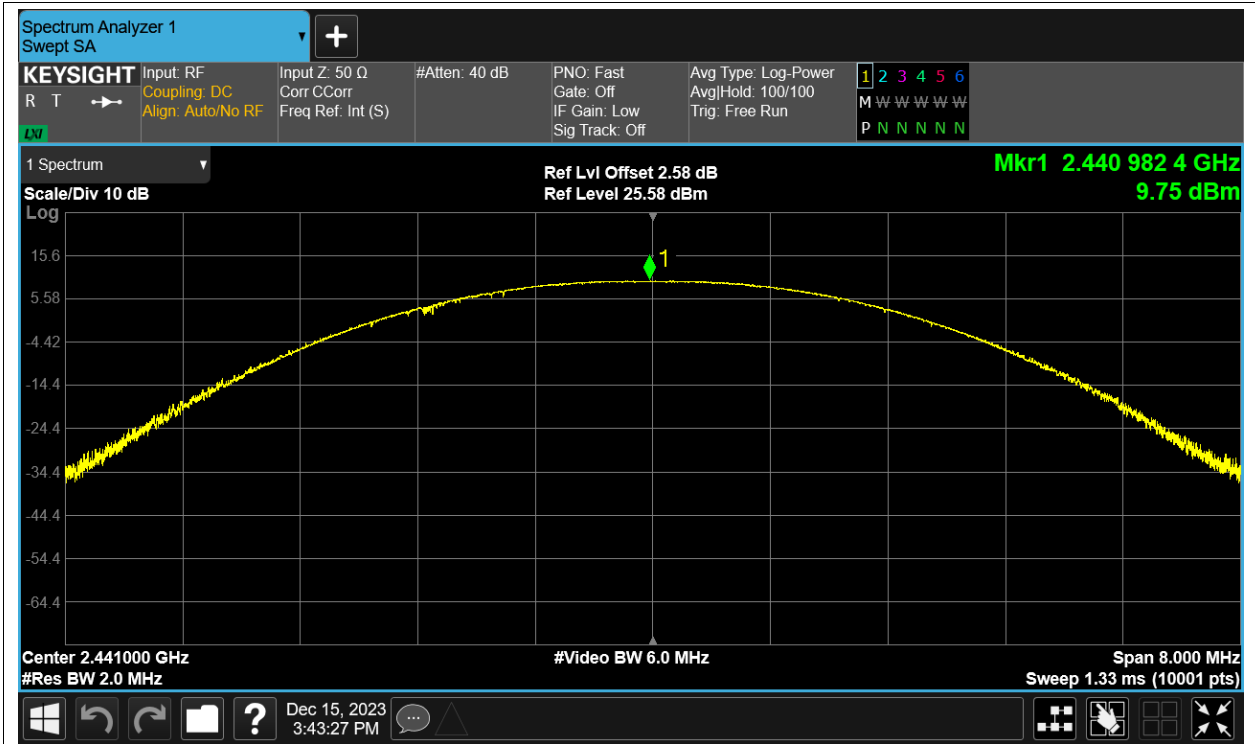 Spectrum Analyzer 1
Swept SA
KEYSIGHT
R T
LXI
Input: RF
Coupling: DC
Align: Auto/No RF
Input Z: 50 Ω
Corr CCorr
Freq Ref: Int (S)
#Atten: 40 dB
PNO: Fast
Gate: Off
IF Gain: Low
Sig Track: Off
Avg Type: Log-Power
Avg|Hold: 100/100
Trig: Free Run
1 2 3 4 5 6
M W W W W W
P N N N N N
1 Spectrum
Scale/Div 10 dB
Log
Ref Lvl Offset 2.58 dB
Ref Level 25.58 dBm
Mkr1 2.440 982 4 GHz
9.75 dBm
1
15.6
5.58
-4.42
-14.4
-24.4
-34.4
-44.4
-54.4
-64.4
Center 2.441000 GHz
#Res BW 2.0 MHz
#Video BW 6.0 MHz
Span 8.000 MHz
Sweep 1.33 ms (10001 pts)
?
Dec 15, 2023
3:43:27 PM